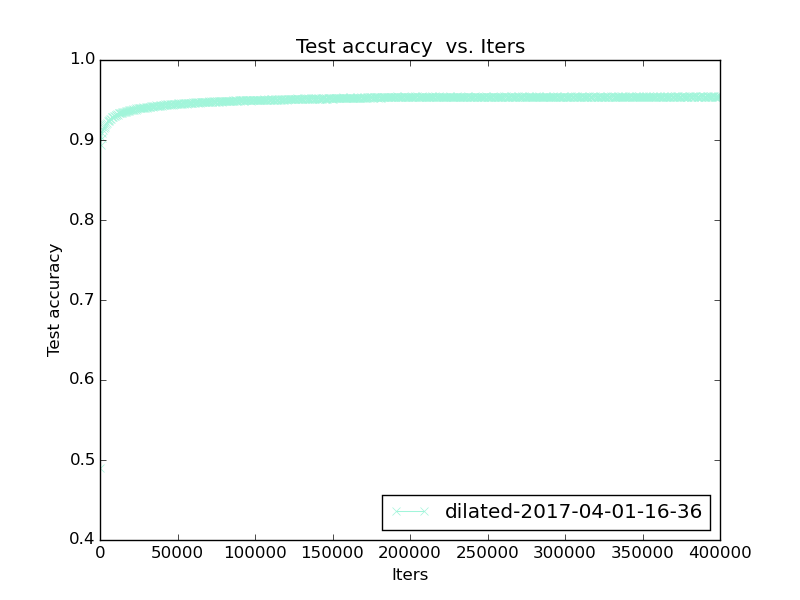 Test accuracy  vs. Iters
1.0
0.9
0.8
0.7
0.6
0.5
0.4
Test accuracy
dilated-2017-04-01-16-36
0 50000 100000 150000 200000 250000 300000 350000 400000
Iters